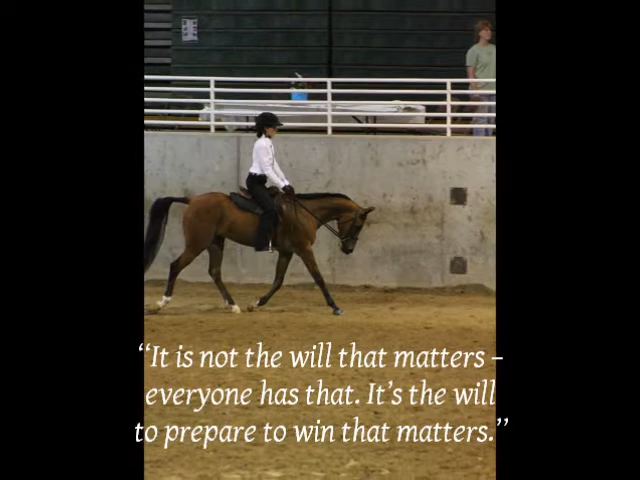 “It is not the will that matters –
everyone has that. It’s the will
to prepare to win that matters.”